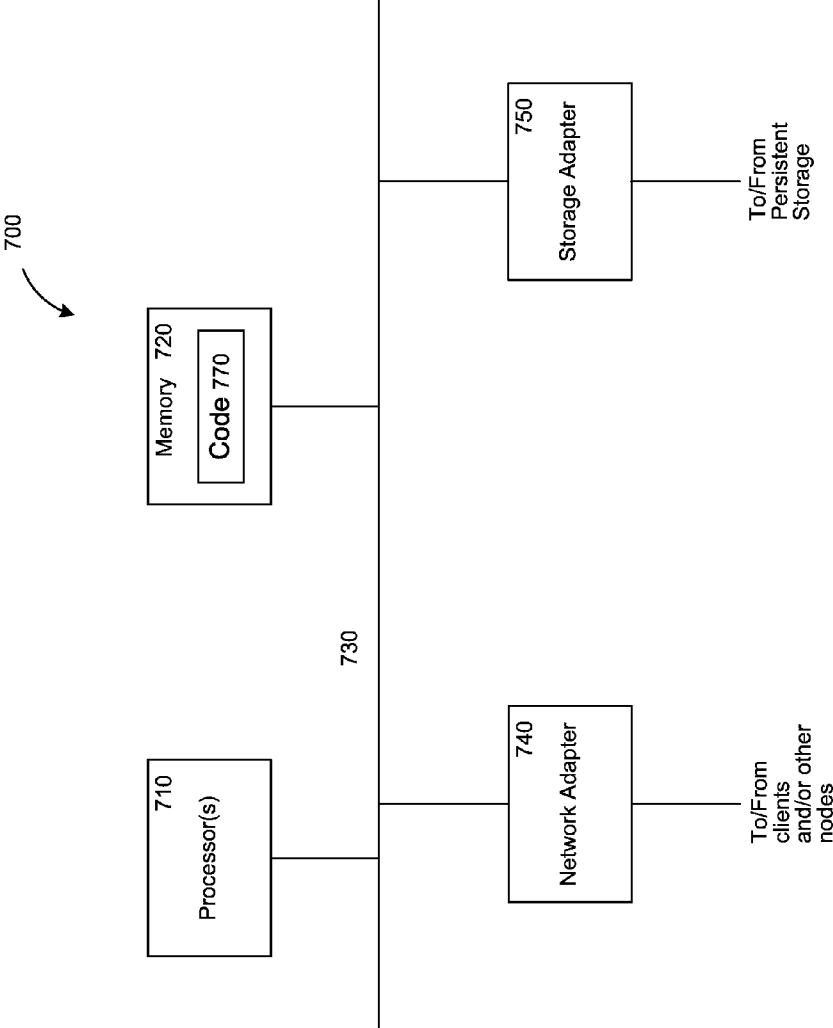 700
710
Processor(s)
Memory 720
Code 770
730
740
Network Adapter
750
Storage Adapter
To/From
clients
and/or other
nodes
To/From
Persistent
Storage